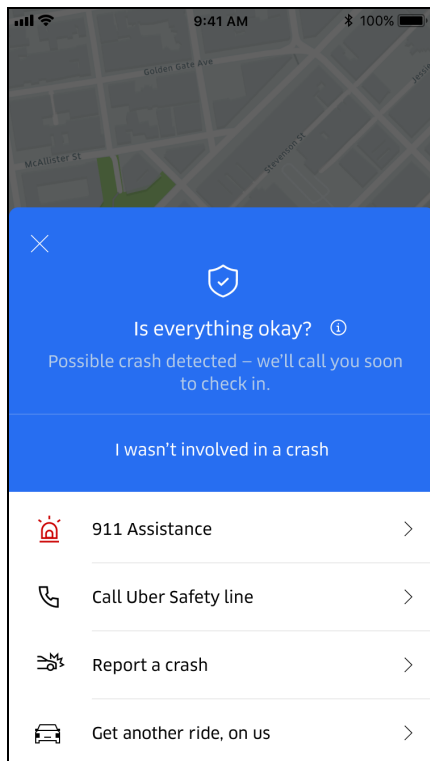 9:41 AM
100%
Golden Gate Ave
Jessie
McAllister St
Stevenson St
Is everything okay?
Possible crash detected – we'll call you soon
to check in.
I wasn't involved in a crash
911 Assistance
Call Uber Safety line
Report a crash
Get another ride, on us